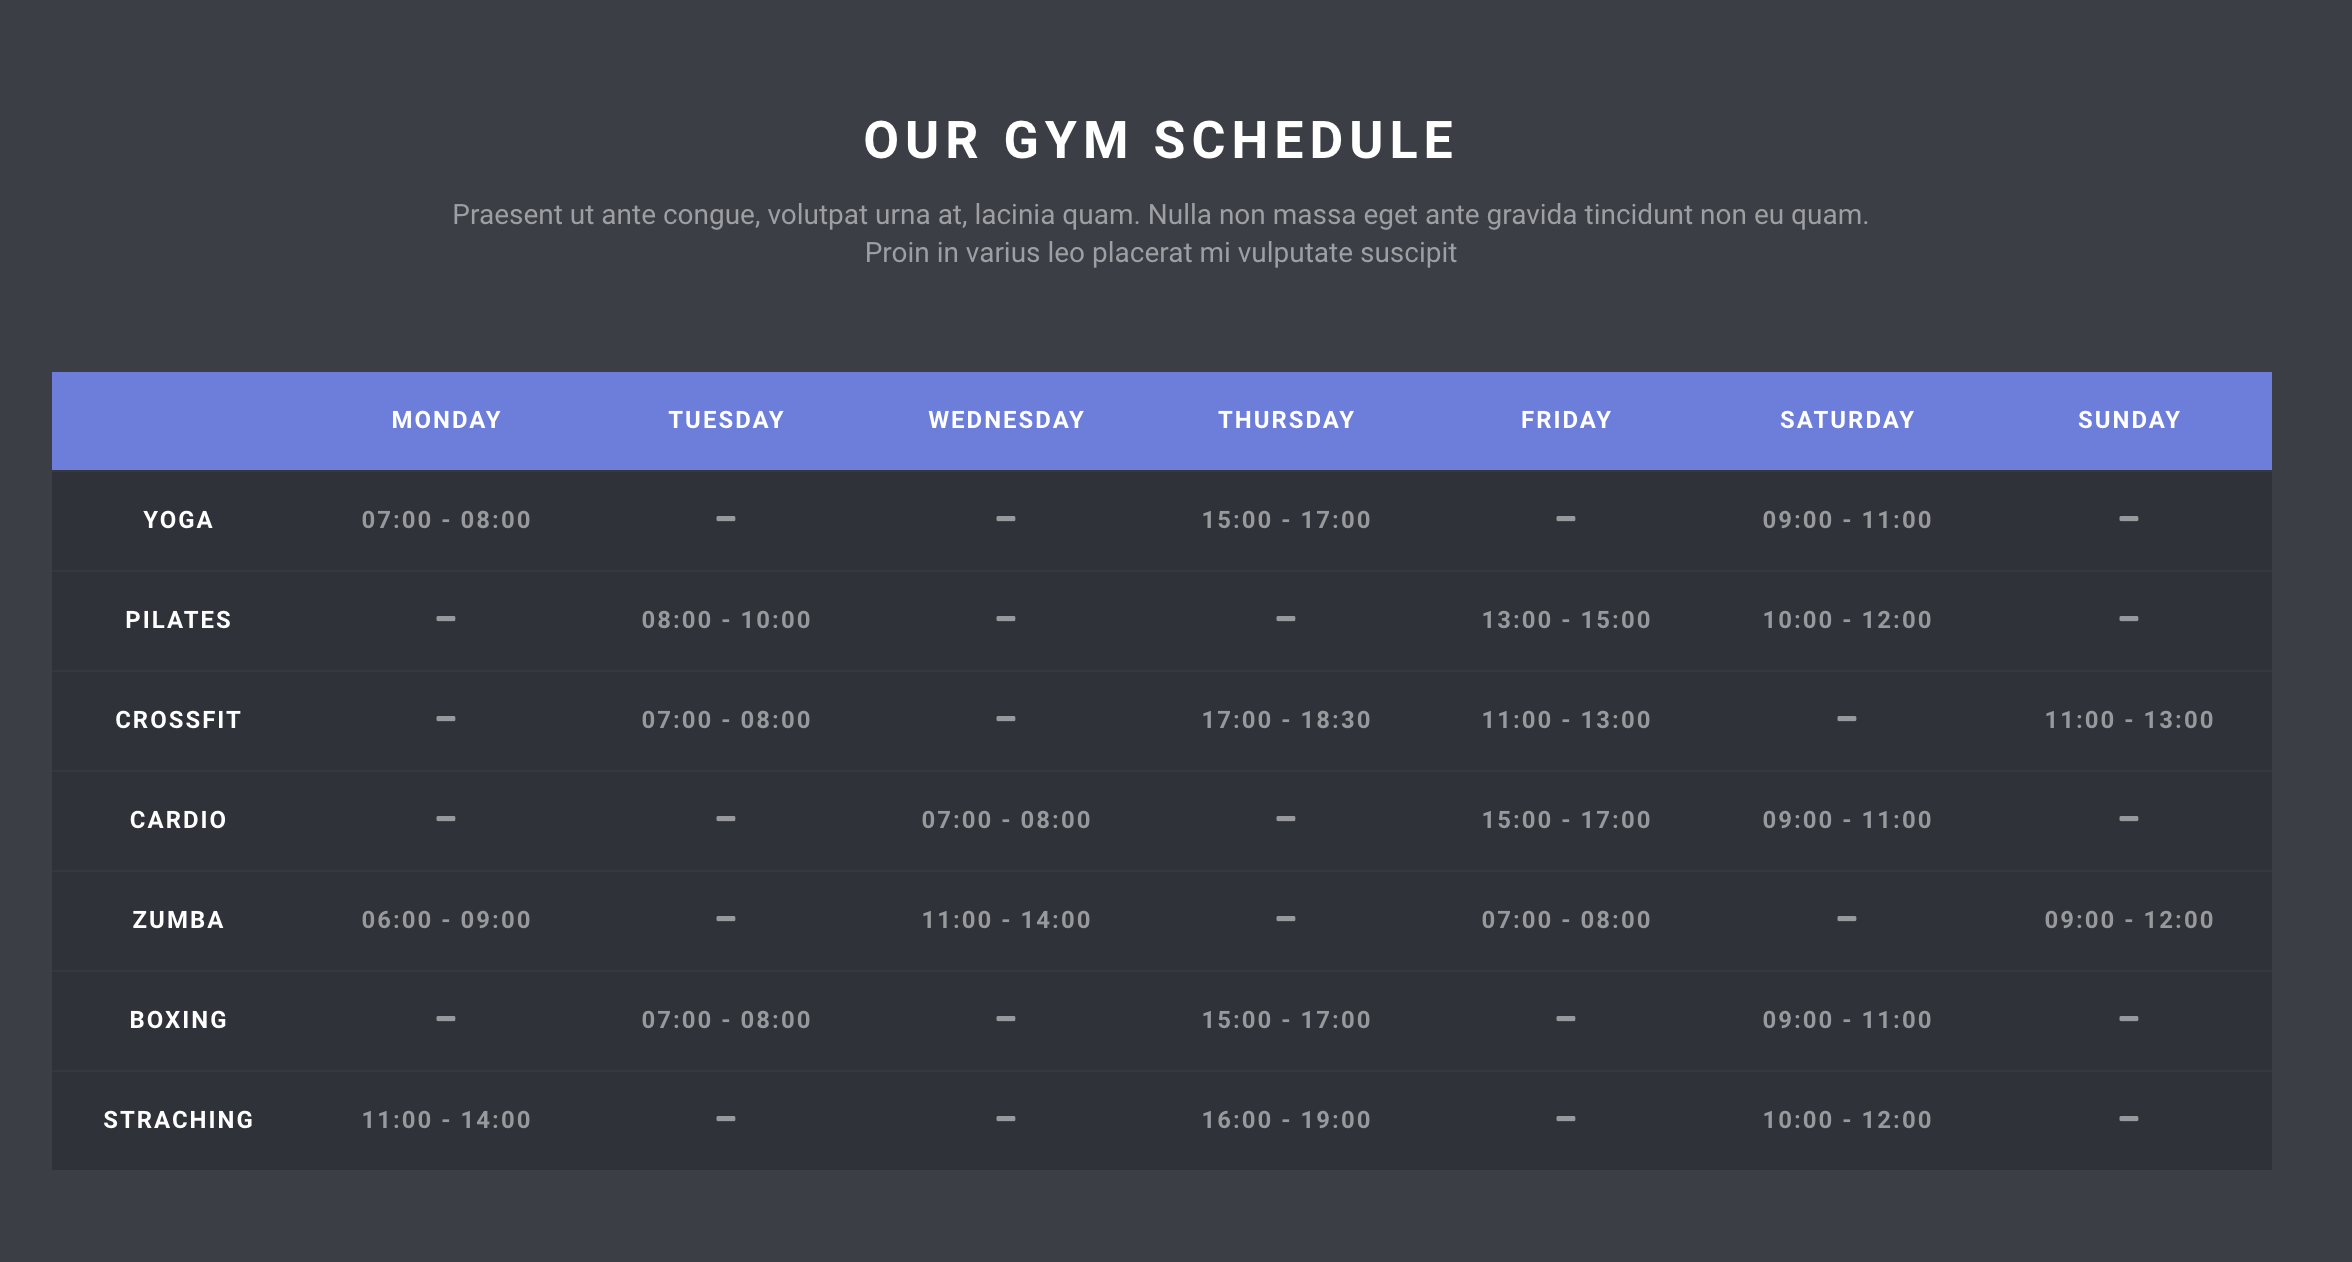 OUR GYM SCHEDULE
Praesent ut ante congue, volutpat urna at, lacinia quam. Nulla non massa eget ante gravida tincidunt non eu quam.
Proin in varius leo placerat mi vulputate suscipit
MONDAY TUESDAY WEDNESDAY THURSDAY FRIDAY SATURDAY SUNDAY
YOGA 07:00 - 08:00 – – 15:00 - 17:00 – 09:00 - 11:00 –
PILATES – 08:00 - 10:00 – – 13:00 - 15:00 10:00 - 12:00 –
CROSSFIT – 07:00 - 08:00 – 17:00 - 18:30 11:00 - 13:00 – 11:00 - 13:00
CARDIO – – 07:00 - 08:00 – 15:00 - 17:00 09:00 - 11:00 –
ZUMBA 06:00 - 09:00 – 11:00 - 14:00 – 07:00 - 08:00 – 09:00 - 12:00
BOXING – 07:00 - 08:00 – 15:00 - 17:00 – 09:00 - 11:00 –
STRACHING 11:00 - 14:00 – – 16:00 - 19:00 – 10:00 - 12:00 –